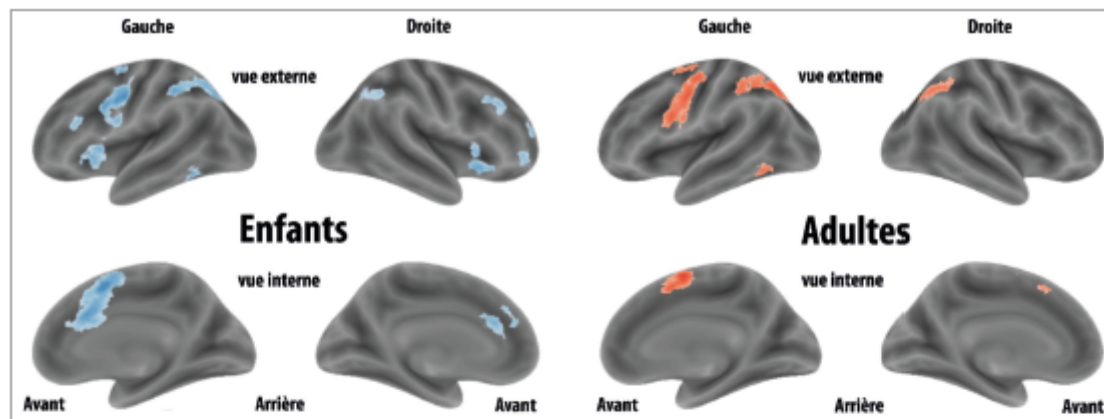 Gauche Droite Gauche Droite
vue externe vue externe
Enfants Adultes
vue interne vue interne
Avant Arrière Avant Avant Arrière Avant